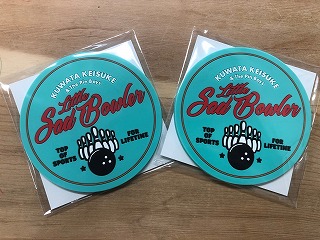 KUWATA KEISUKE
& The Pin Boys
Little
Sad Bowler
TOP
OF
SPORTS
FOR
LIFETIME
KUWATA KEISUKE
& The Pin Boys
Little
Sad Bowler
TOP
OF
SPORTS
FOR
LIFETIME